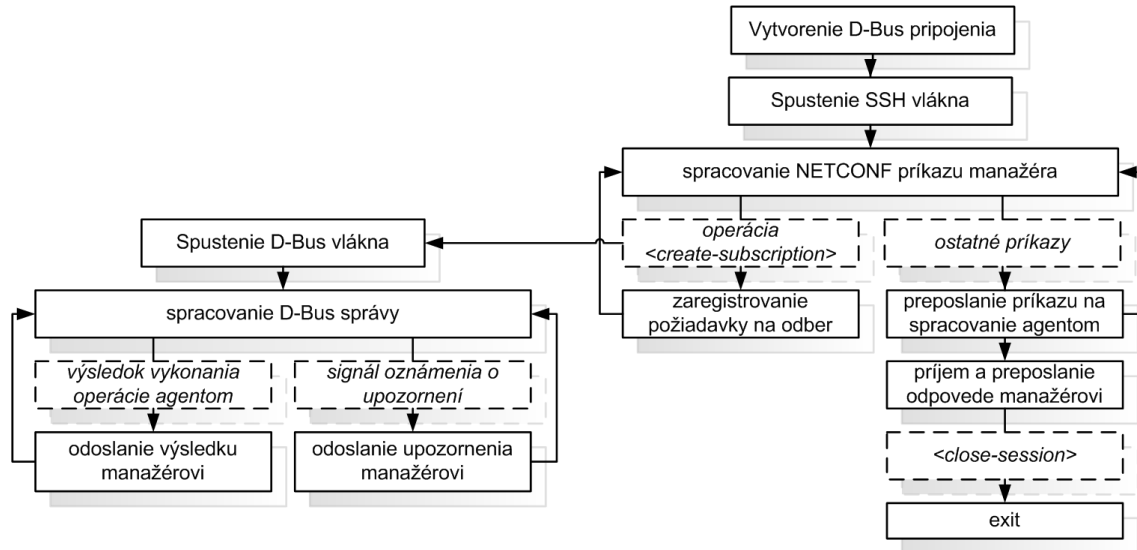 Vytvorenie D-Bus pripojenia
Spustenie SSH vlákna
spracovanie NETCONF príkazu manažéra
operácia
<create-subscription>
ostatné príkazy
zaregistrovanie
požiadavky na odber
preposlanie príkazu na
spracovanie agentom
príjem a preposlanie
odpovede manažérovi
<close-session>
exit
Spustenie D-Bus vlákna
spracovanie D-Bus správy
výsledok vykonania
operácie agentom
signál oznámenia o
upozornení
odoslanie výsledku
manažérovi
odoslanie upozornenia
manažérovi